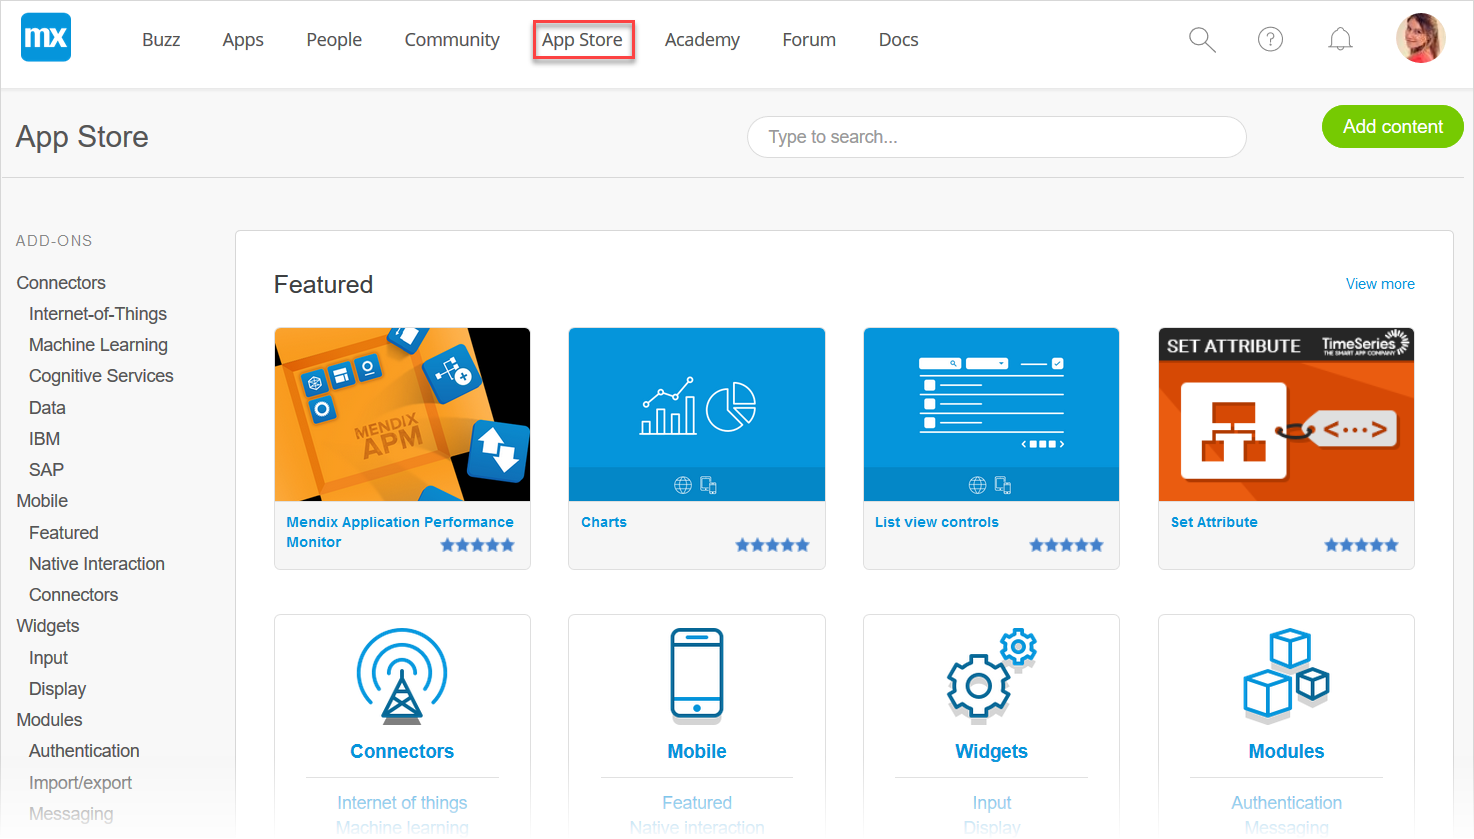 mx
Buzz Apps People Community App Store Academy Forum Docs
App Store
Type to search...
Add content
ADD-ONS
Connectors
Internet-of-Things
Machine Learning
Cognitive Services
Data
IBM
SAP
Mobile
Featured
Native Interaction
Connectors
Widgets
Input
Display
Modules
Authentication
Import/export
Messaging
Featured
View more
MENDIX
APM
Mendix Application Performance
Monitor
Charts
List view controls
SET ATTRIBUTE
TimeSeries
THE SMART APP COMPANY
<···>
Set Attribute
Connectors
Internet of things
Machine learning
Mobile
Featured
Native interaction
Widgets
Input
Display
Modules
Authentication
Messaging